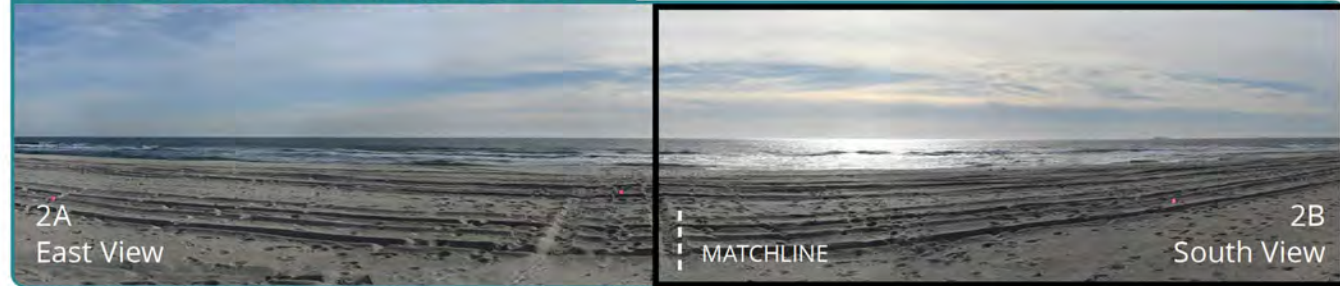 2A
East View
MATCHLINE
2B
South View